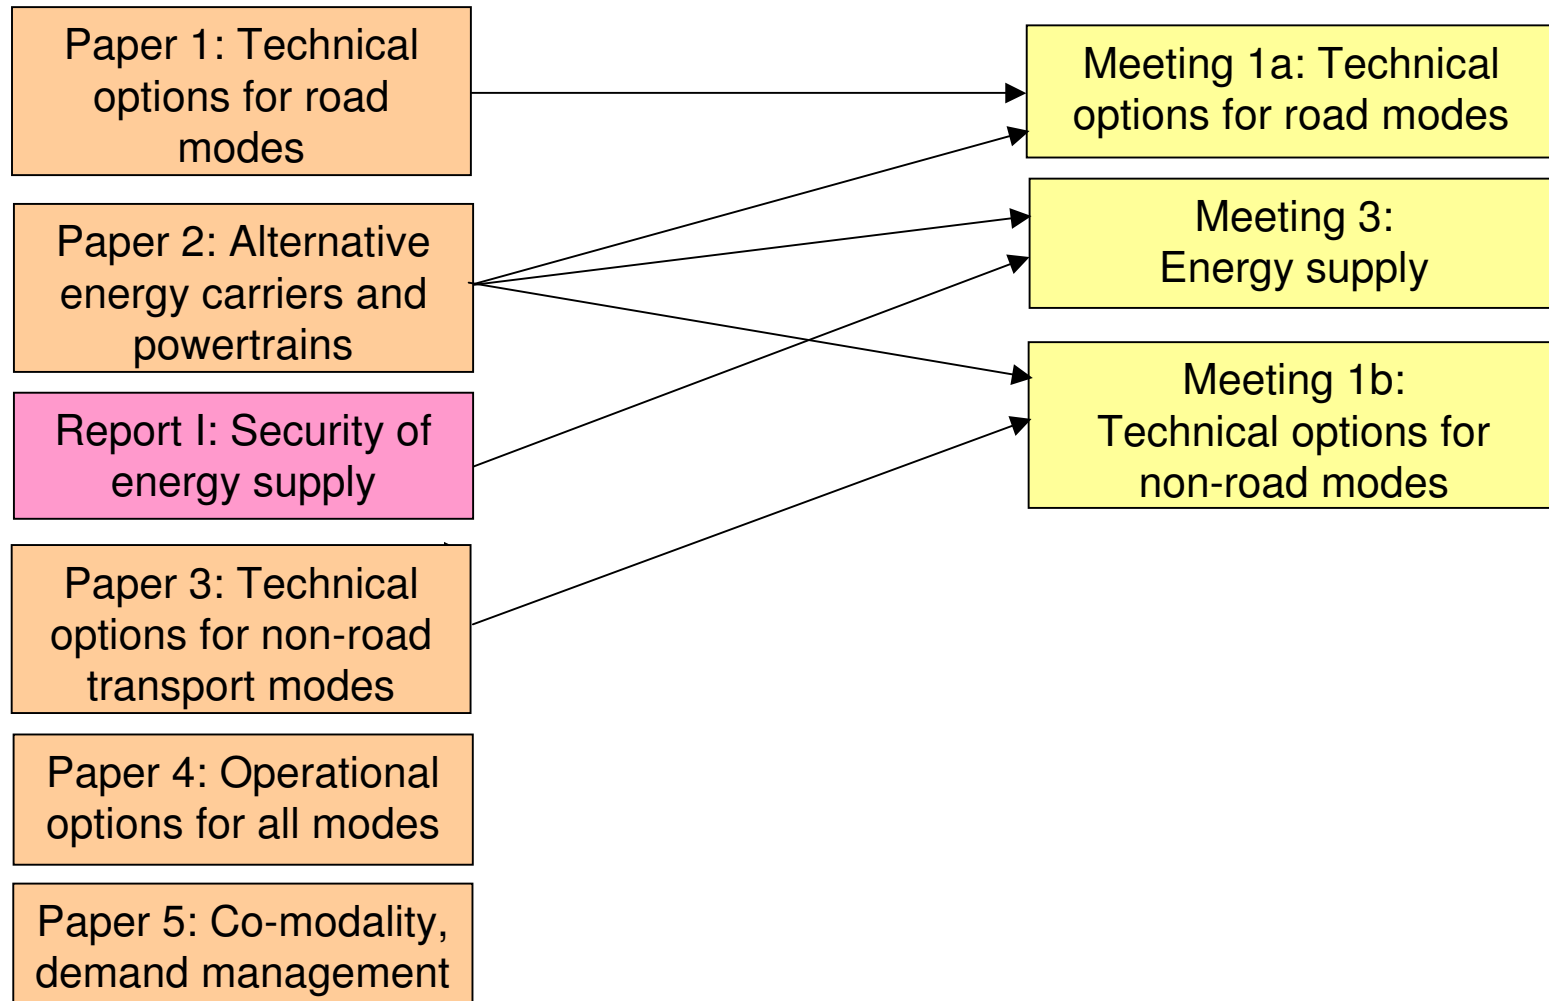 Paper 1: Technical
options for road
modes
Paper 2: Alternative
energy carriers and
powertrains
Report I: Security of
energy supply
Paper 3: Technical
options for non-road
transport modes
Paper 4: Operational
options for all modes
Paper 5: Co-modality,
demand management
Meeting 1a: Technical
options for road modes
Meeting 3:
Energy supply
Meeting 1b:
Technical options for
non-road modes